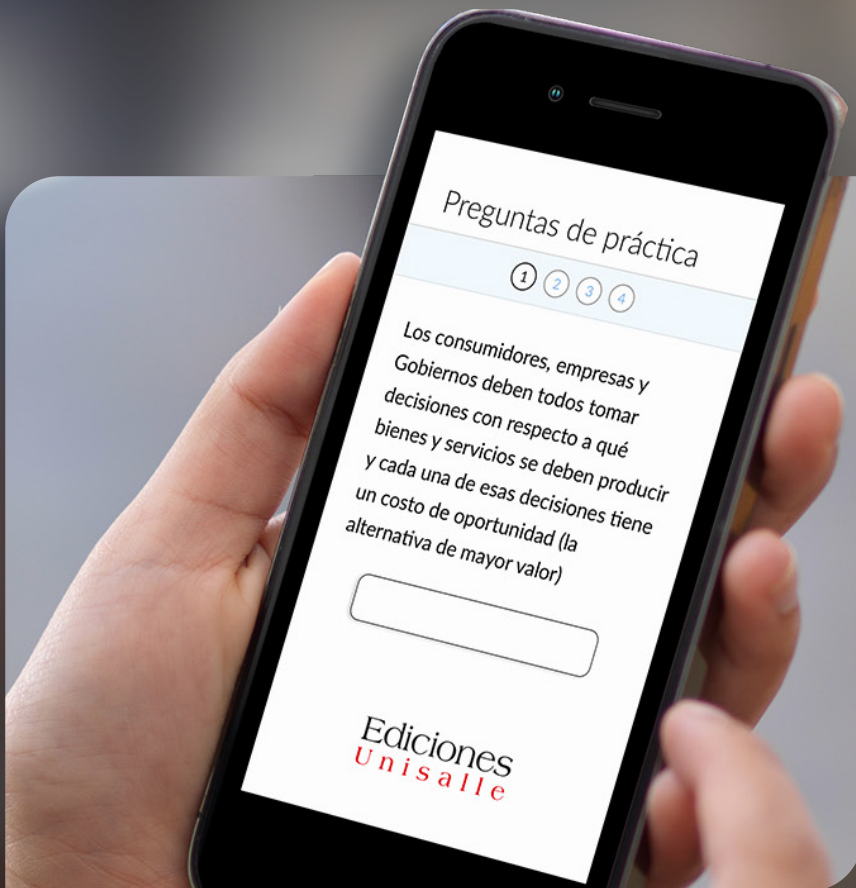 Preguntas de práctica
1 2 3 4
Los consumidores, empresas y
Gobiernos deben todos tomar
decisiones con respecto a qué
bienes y servicios se deben producir
y cada una de esas decisiones tiene
un costo de oportunidad (la
alternativa de mayor valor)
Ediciones
Unisalle